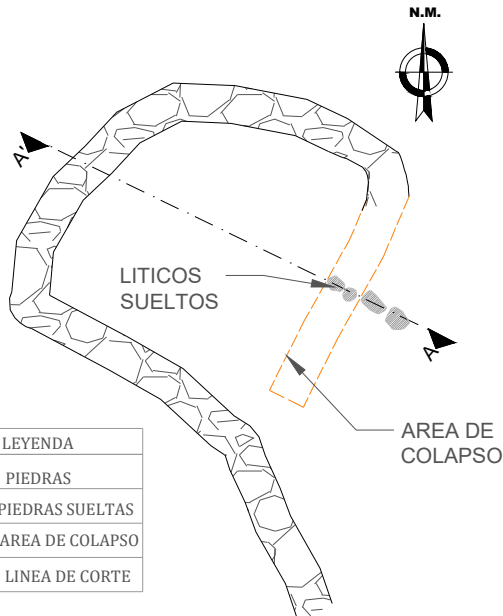 N.M.
A'
LITICOS
SUELTOS
A
AREA DE
COLAPSO
LEYENDA
PIEDRAS
PIEDRAS SUELTAS
AREA DE COLAPSO
LINEA DE CORTE